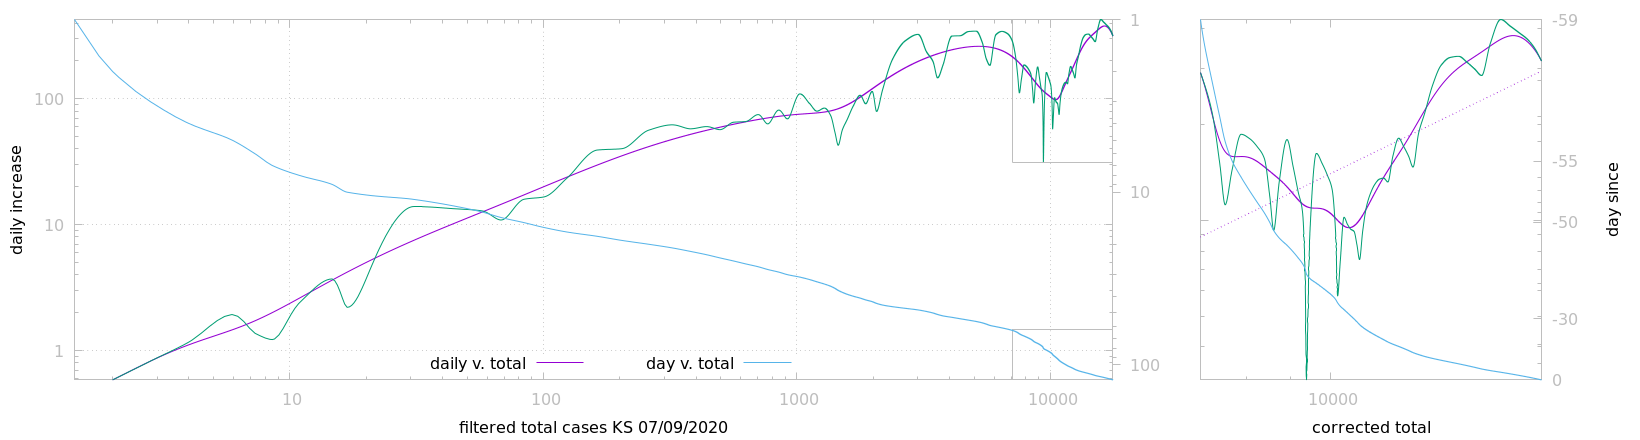 daily increase
100
10
1
10
100
1000
10000
filtered total cases KS 07/09/2020
daily v. total
day v. total
1
10
100
10000
corrected total
-59
-55
-50
-30
0
day since